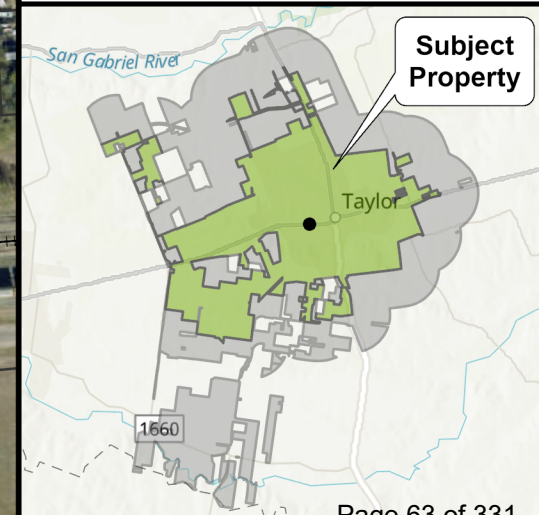 San Gabriel River
Subject
Property
Taylor
1660
Page 63 of 331